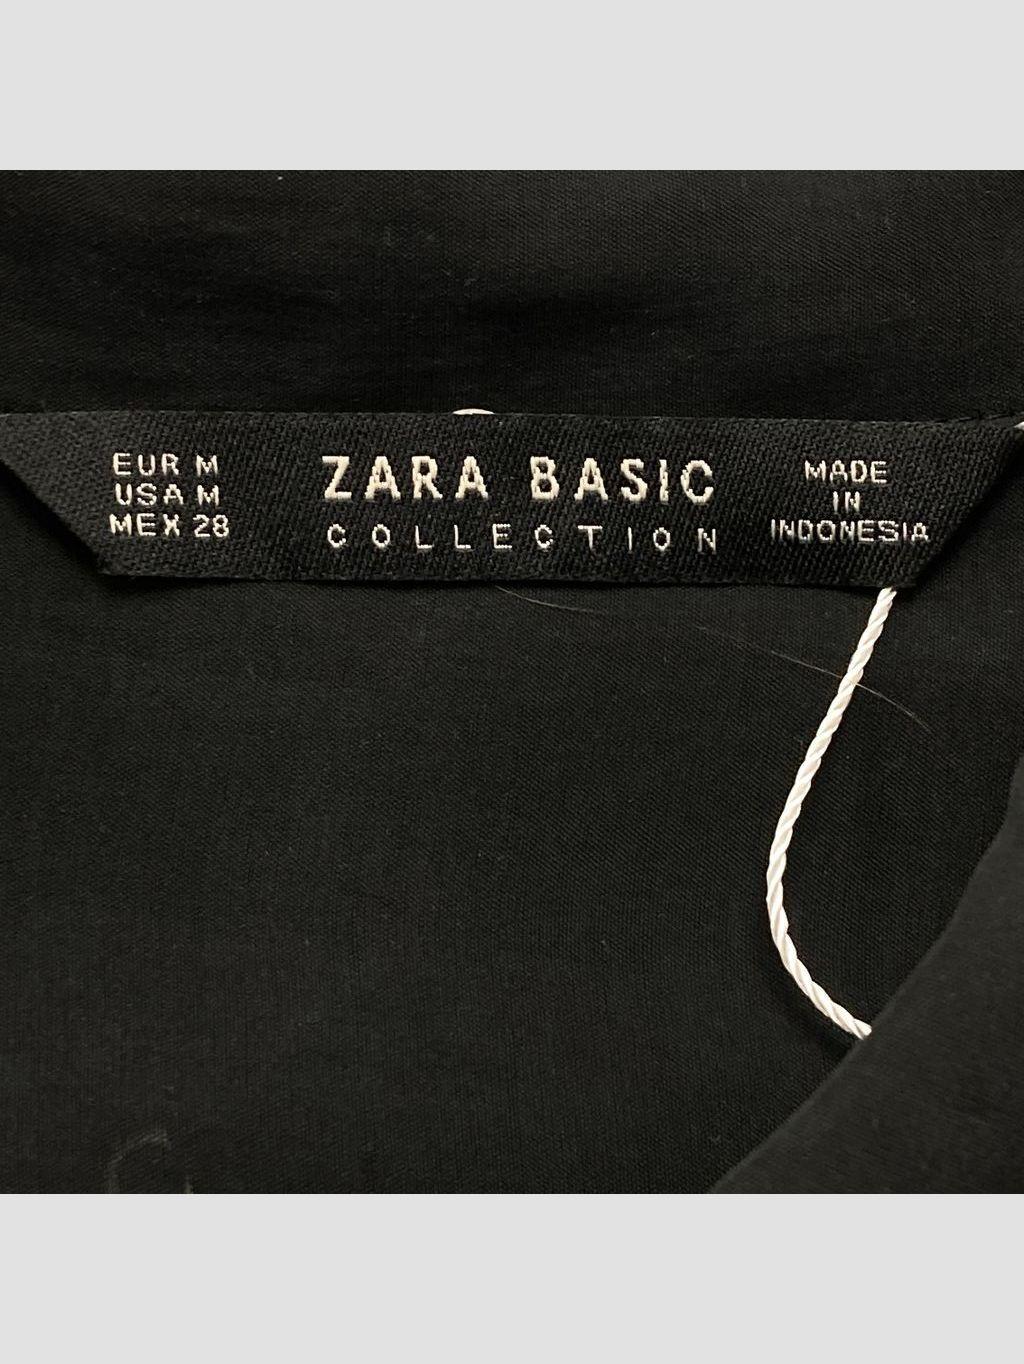 EUR M
USA M
MEX 28
ZARA BASIC
COLLECTION
MADE
IN
INDONESIA